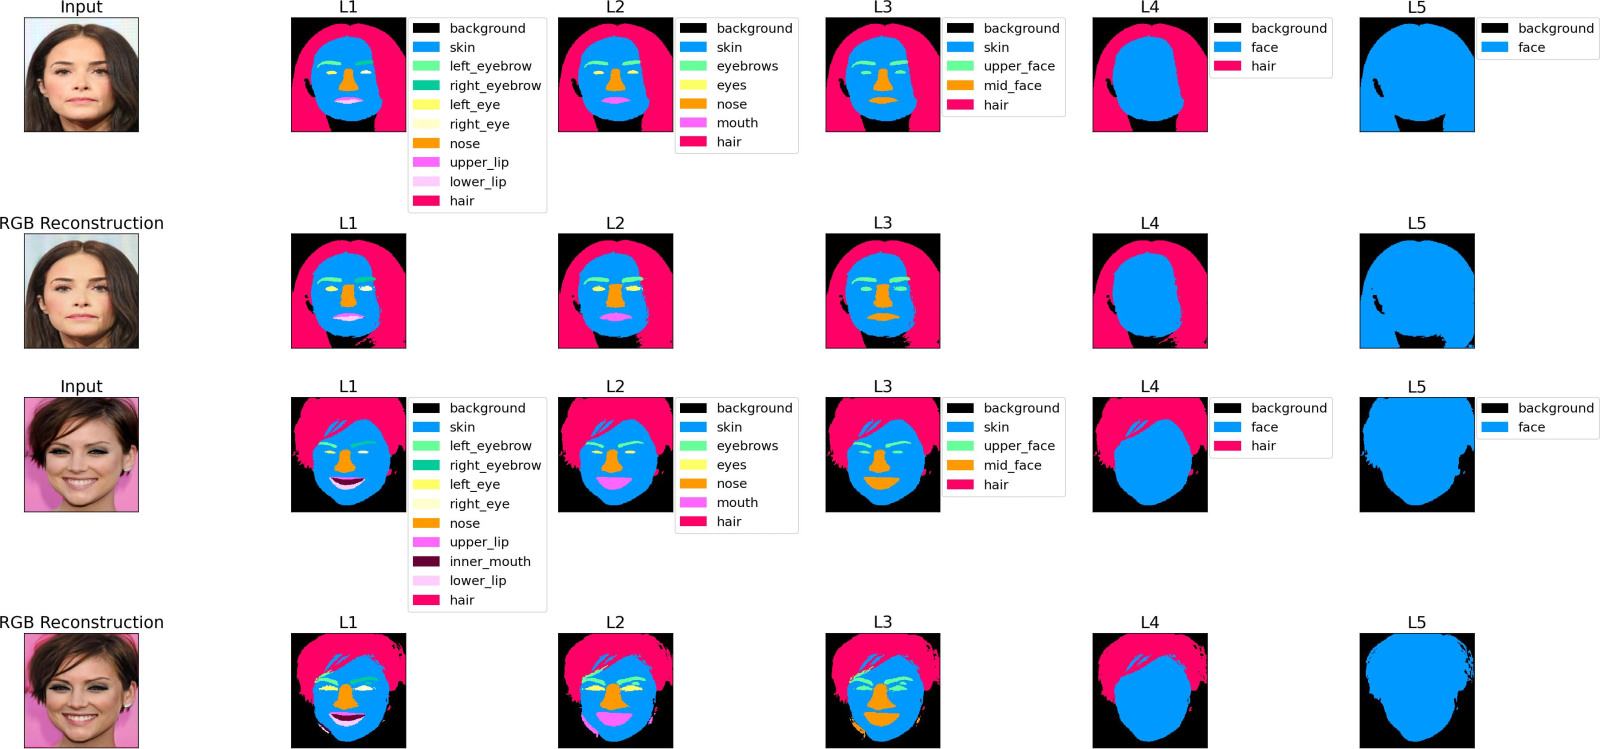 Input L1 L2 L3 L4 L5
background background background background background
skin skin skin face face
left_eyebrow eyebrows upper_face hair
right_eyebrow eyes mid_face
left_eye nose hair
right_eye mouth
nose hair
upper_lip
lower_lip
hair
RGB Reconstruction L1 L2 L3 L4 L5
Input L1 L2 L3 L4 L5
background background background background background
skin skin skin face face
left_eyebrow eyebrows upper_face hair
right_eyebrow eyes mid_face
left_eye nose hair
right_eye mouth
nose hair
upper_lip
inner_mouth
lower_lip
hair
RGB Reconstruction L1 L2 L3 L4 L5